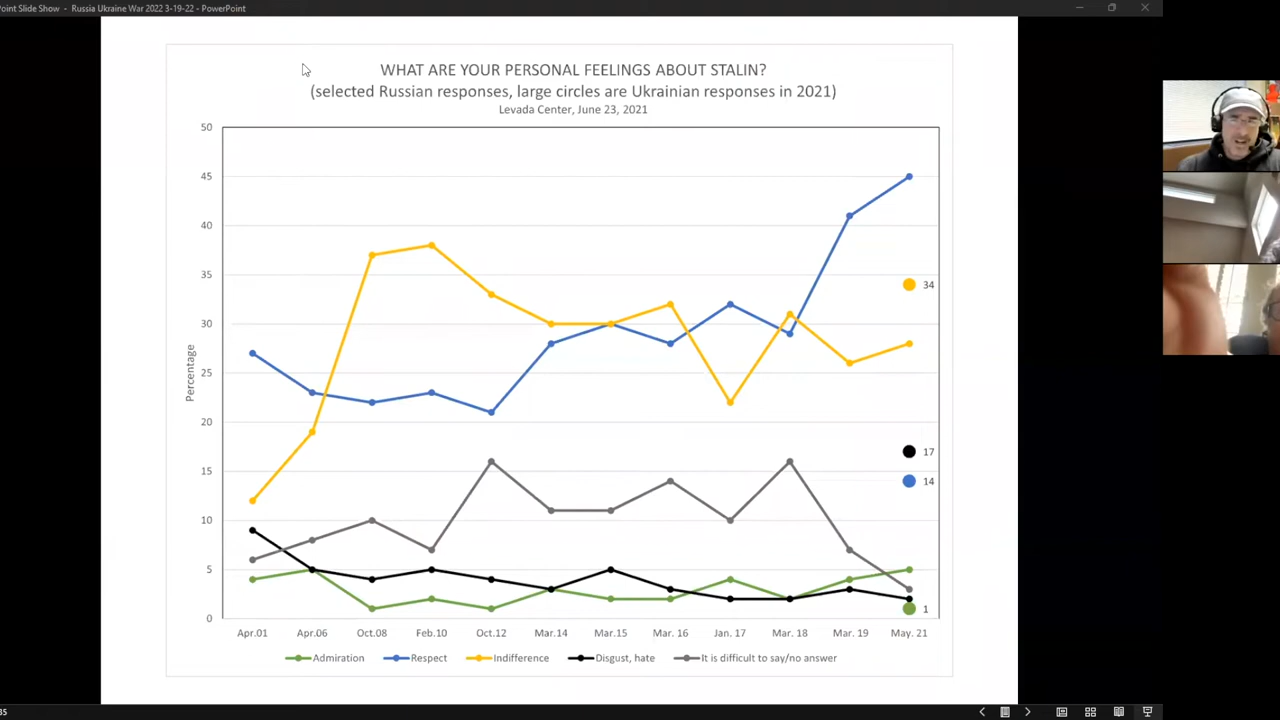 oint Slide Show - Russia Ukraine War 2022 3-19-22 - PowerPoint
WHAT ARE YOUR PERSONAL FEELINGS ABOUT STALIN?
(selected Russian responses, large circles are Ukrainian responses in 2021)
Levada Center, June 23, 2021
Percentage
50
45
40
35
30
25
20
15
10
5
0
34
17
14
1
Apr.01 Apr.06 Oct.08 Feb.10 Oct.12 Mar.14 Mar.15 Mar. 16 Jan. 17 Mar. 18 Mar. 19 May. 21
Admiration Respect Indifference Disgust, hate It is difficult to say/no answer
35